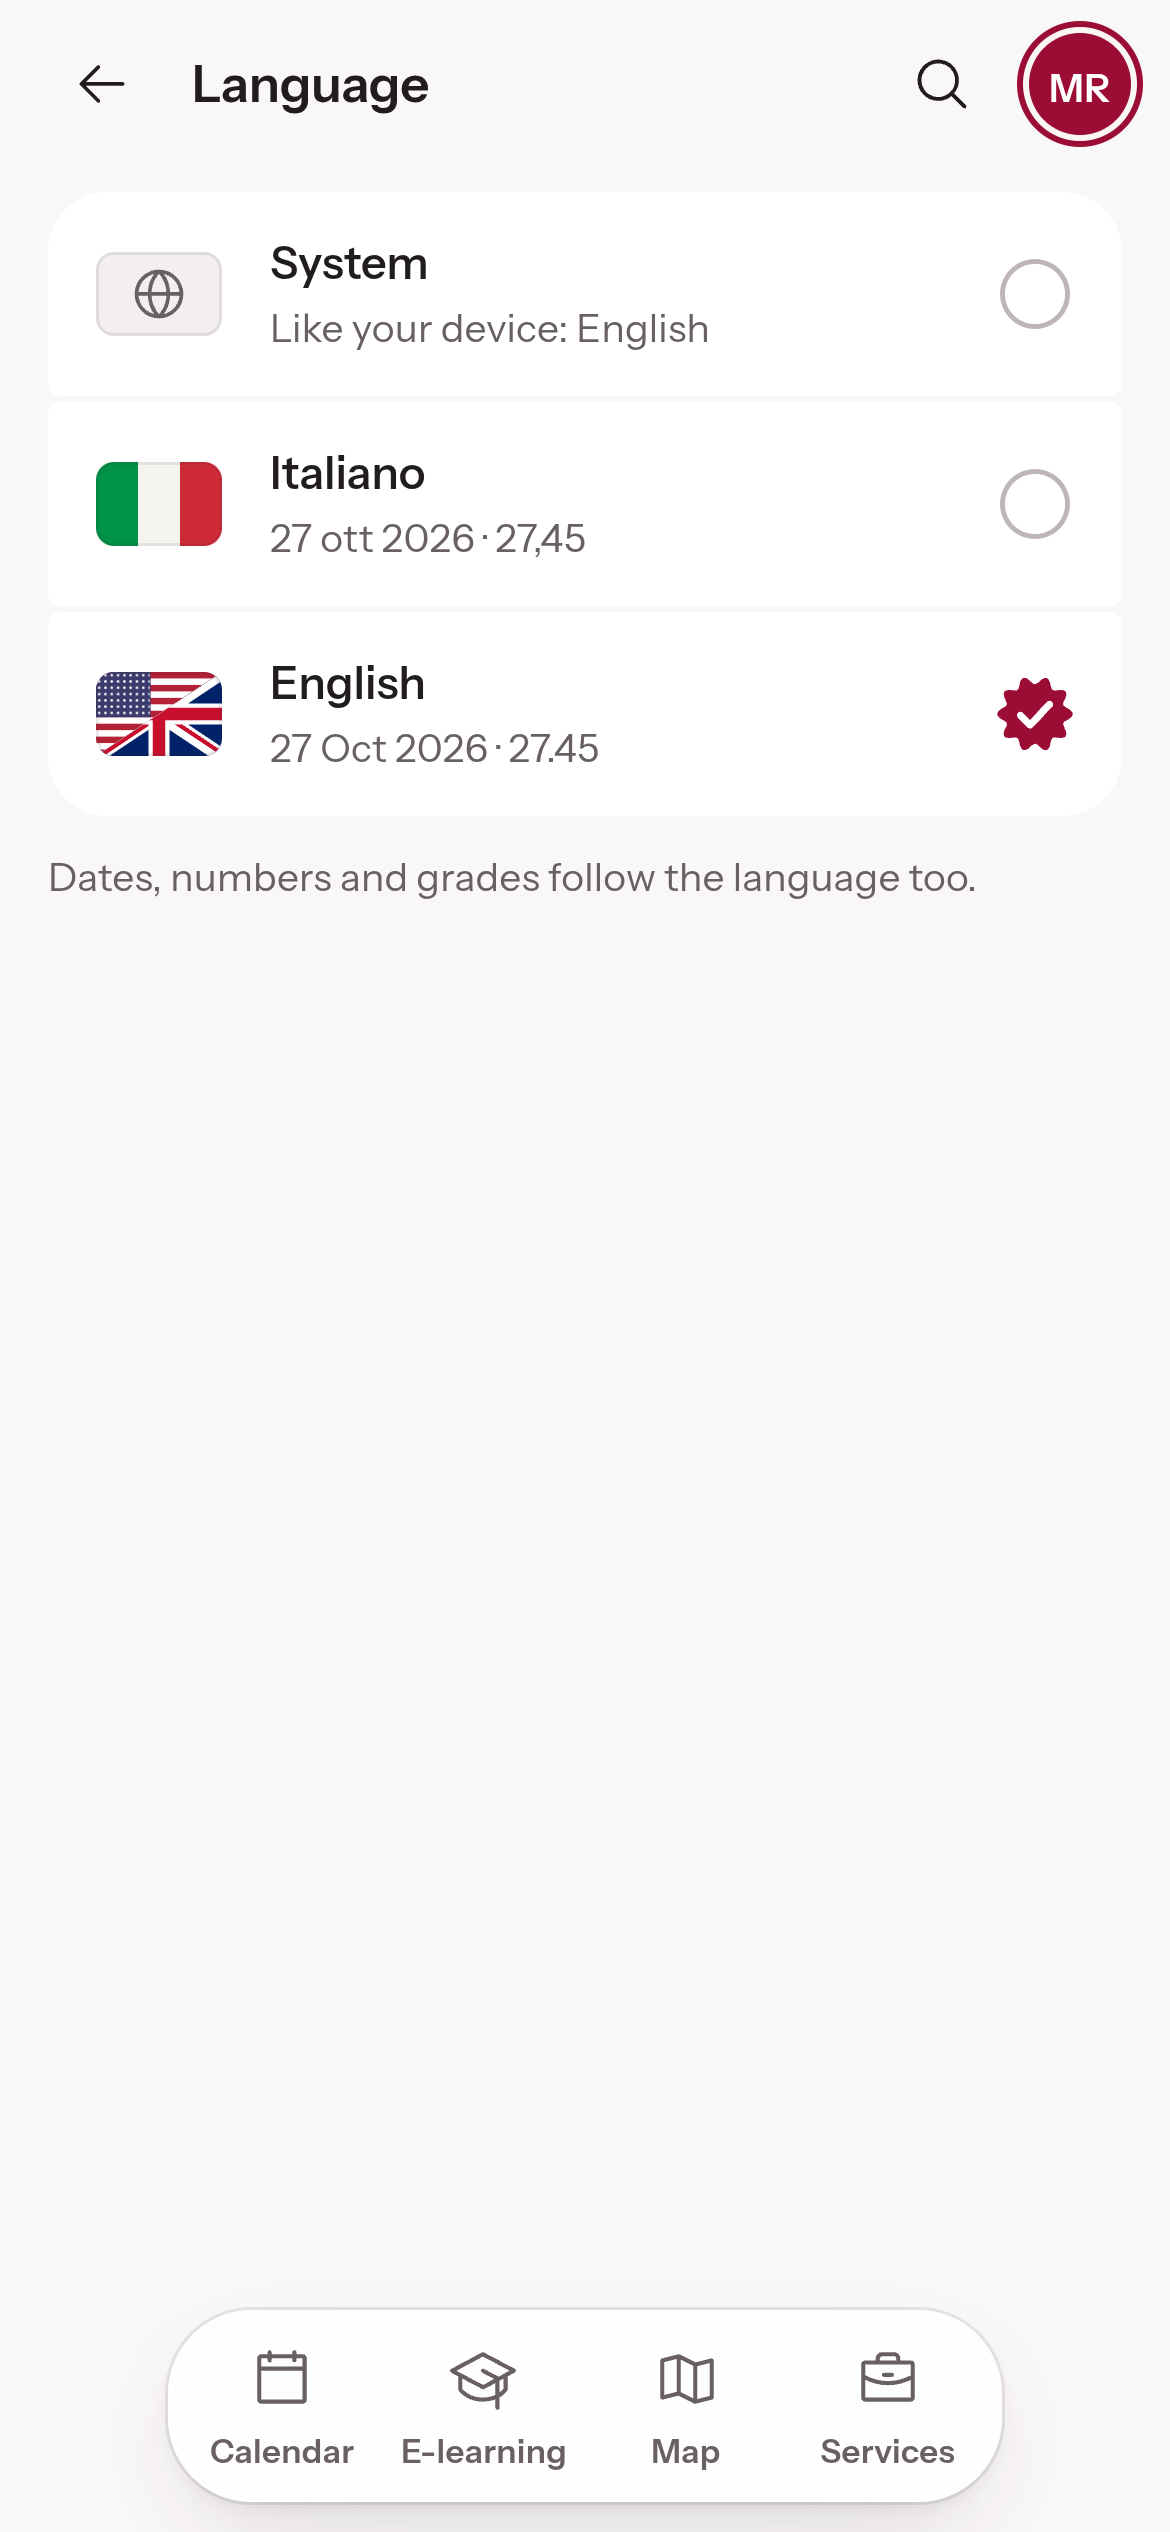 Language
MR
System
Like your device: English
Italiano
27 ott 2026 · 27,45
English
27 Oct 2026 · 27.45
Dates, numbers and grades follow the language too.
Calendar
E-learning
Map
Services